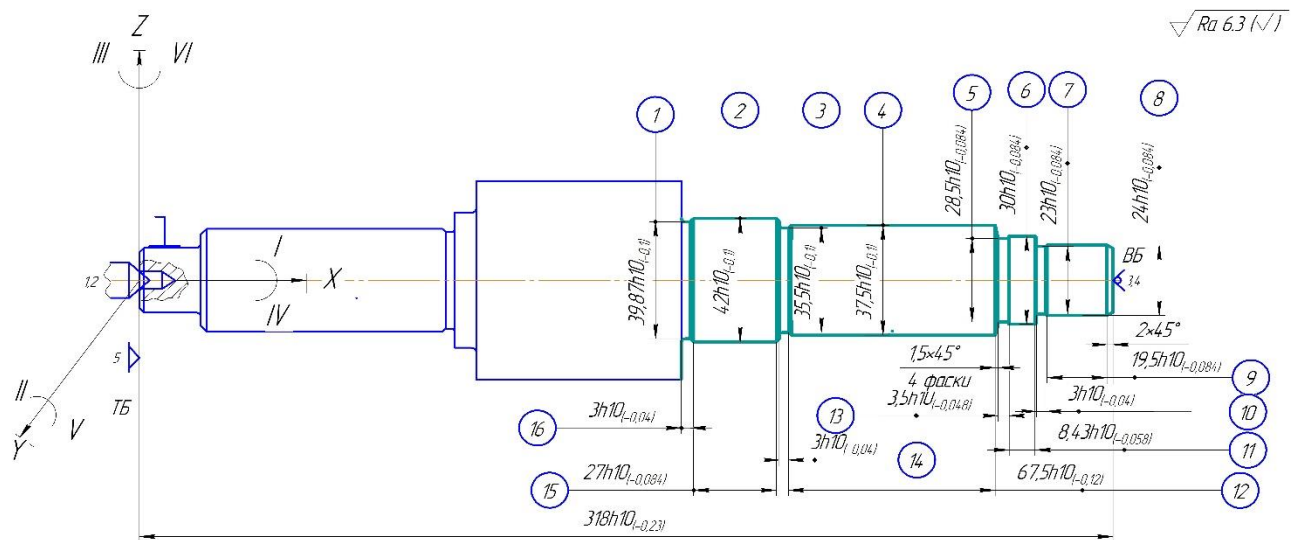 Z
Ra 6.3 (√)
III
VI
1
2
3
4
5
6
7
8
39,87h10(-0,1)
42h10(-0,1)
35,5h10(-0,1)
37,5h10(-0,1)
28,5h10(-0,084)
30h10(-0,084)
23h10(-0,084)
24h10(-0,084)
I
X
IV
1,2
ВБ
3,4
5
ТБ
II
V
Y
2×45°
1,5×45°
4 фаски
19,5h10(-0,084)
9
3,5h10(-0,048)
3h10(-0,04)
10
3h10(-0,04)
16
13
3h10(-0,04)
14
8,43h10(-0,058)
11
27h10(-0,084)
15
67,5h10(-0,12)
12
318h10(-0,23)